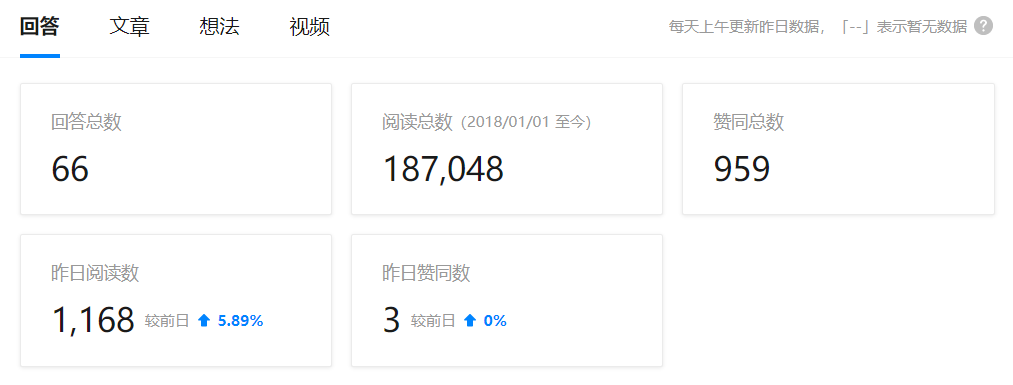 回答 文章 想法 视频 每天上午更新昨日数据，「--」表示暂无数据 ?
回答总数 阅读总数（2018/01/01 至今） 赞同总数
66 187,048 959
昨日阅读数 昨日赞同数
1,168 较前日 5.89% 3 较前日 0%